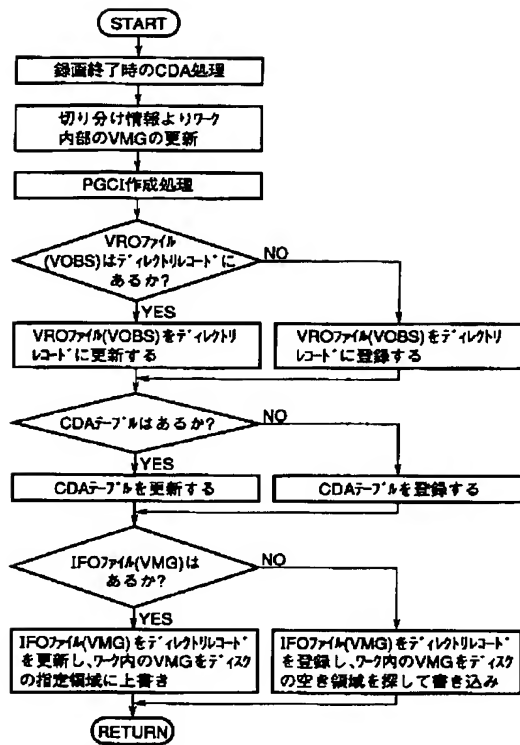 START
録画終了時のCDA処理
切り分け情報よりワーク
内部のVMGの更新
PGCI作成処理
VROファイル
(VOBS)はディレクトリレコードに
あるか?
NO
YES
VROファイル(VOBS)をディレクトリ
レコードに更新する
VROファイル(VOBS)をディレクトリ
レコードに登録する
CDAテーブルはあるか?
NO
YES
CDAテーブルを更新する
CDAテーブルを登録する
IFOファイル(VMG)は
あるか?
NO
YES
IFOファイル(VMG)をディレクトリレコード
を更新し、ワーク内のVMGをディスク
の指定領域に上書き
IFOファイル(VMG)をディレクトリレコード
を登録し、ワーク内のVMGをディスク
の空き領域を探して書き込み
RETURN